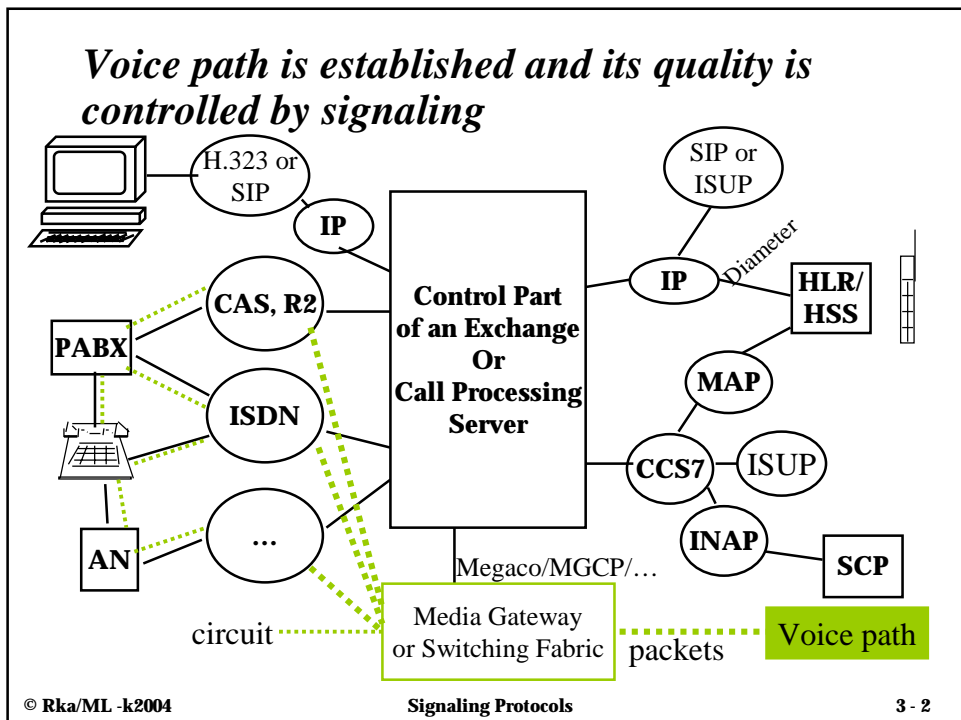 Voice path is established and its quality is
controlled by signaling
H.323 or
SIP
IP
SIP or
ISUP
Diameter
IP
HLR/
HSS
CAS, R2
Control Part
of an Exchange
Or
Call Processing
Server
PABX
MAP
ISDN
CCS7
ISUP
INAP
SCP
AN
...
Megaco/MGCP/...
Media Gateway
or Switching Fabric
circuit
packets
Voice path
© Rka/ML -k2004
Signaling Protocols
3 - 2